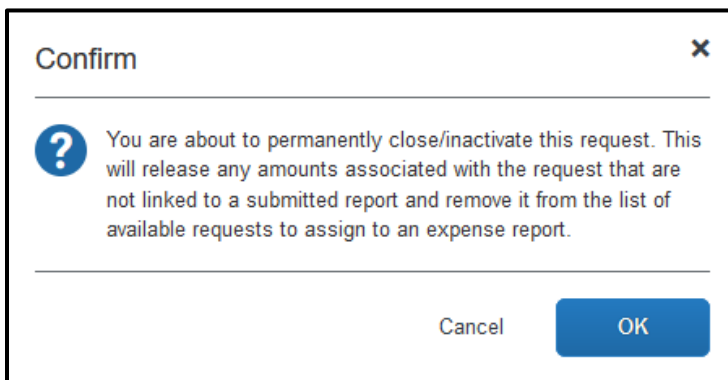 Confirm
You are about to permanently close/inactivate this request. This
will release any amounts associated with the request that are
not linked to a submitted report and remove it from the list of
available requests to assign to an expense report.
Cancel
OK